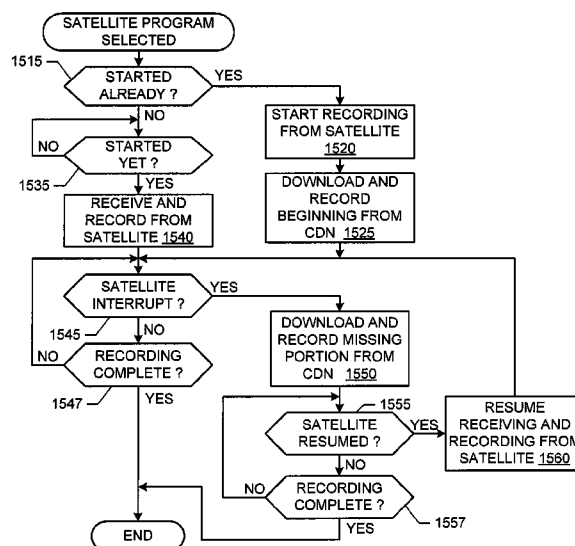 SATELLITE PROGRAM
SELECTED
1515
STARTED
ALREADY ?
YES
NO
START RECORDING
FROM SATELLITE
1520
NO
STARTED
YET ?
1535
YES
DOWNLOAD AND
RECORD
BEGINNING FROM
CDN 1525
RECEIVE AND
RECORD FROM
SATELLITE 1540
SATELLITE
INTERRUPT ?
YES
1545
NO
DOWNLOAD AND
RECORD MISSING
PORTION FROM
CDN 1550
NO
RECORDING
COMPLETE ?
1547
YES
1555
SATELLITE
RESUMED ?
YES
RESUME
RECEIVING AND
RECORDING FROM
SATELLITE 1560
NO
NO
RECORDING
COMPLETE ?
1557
YES
END